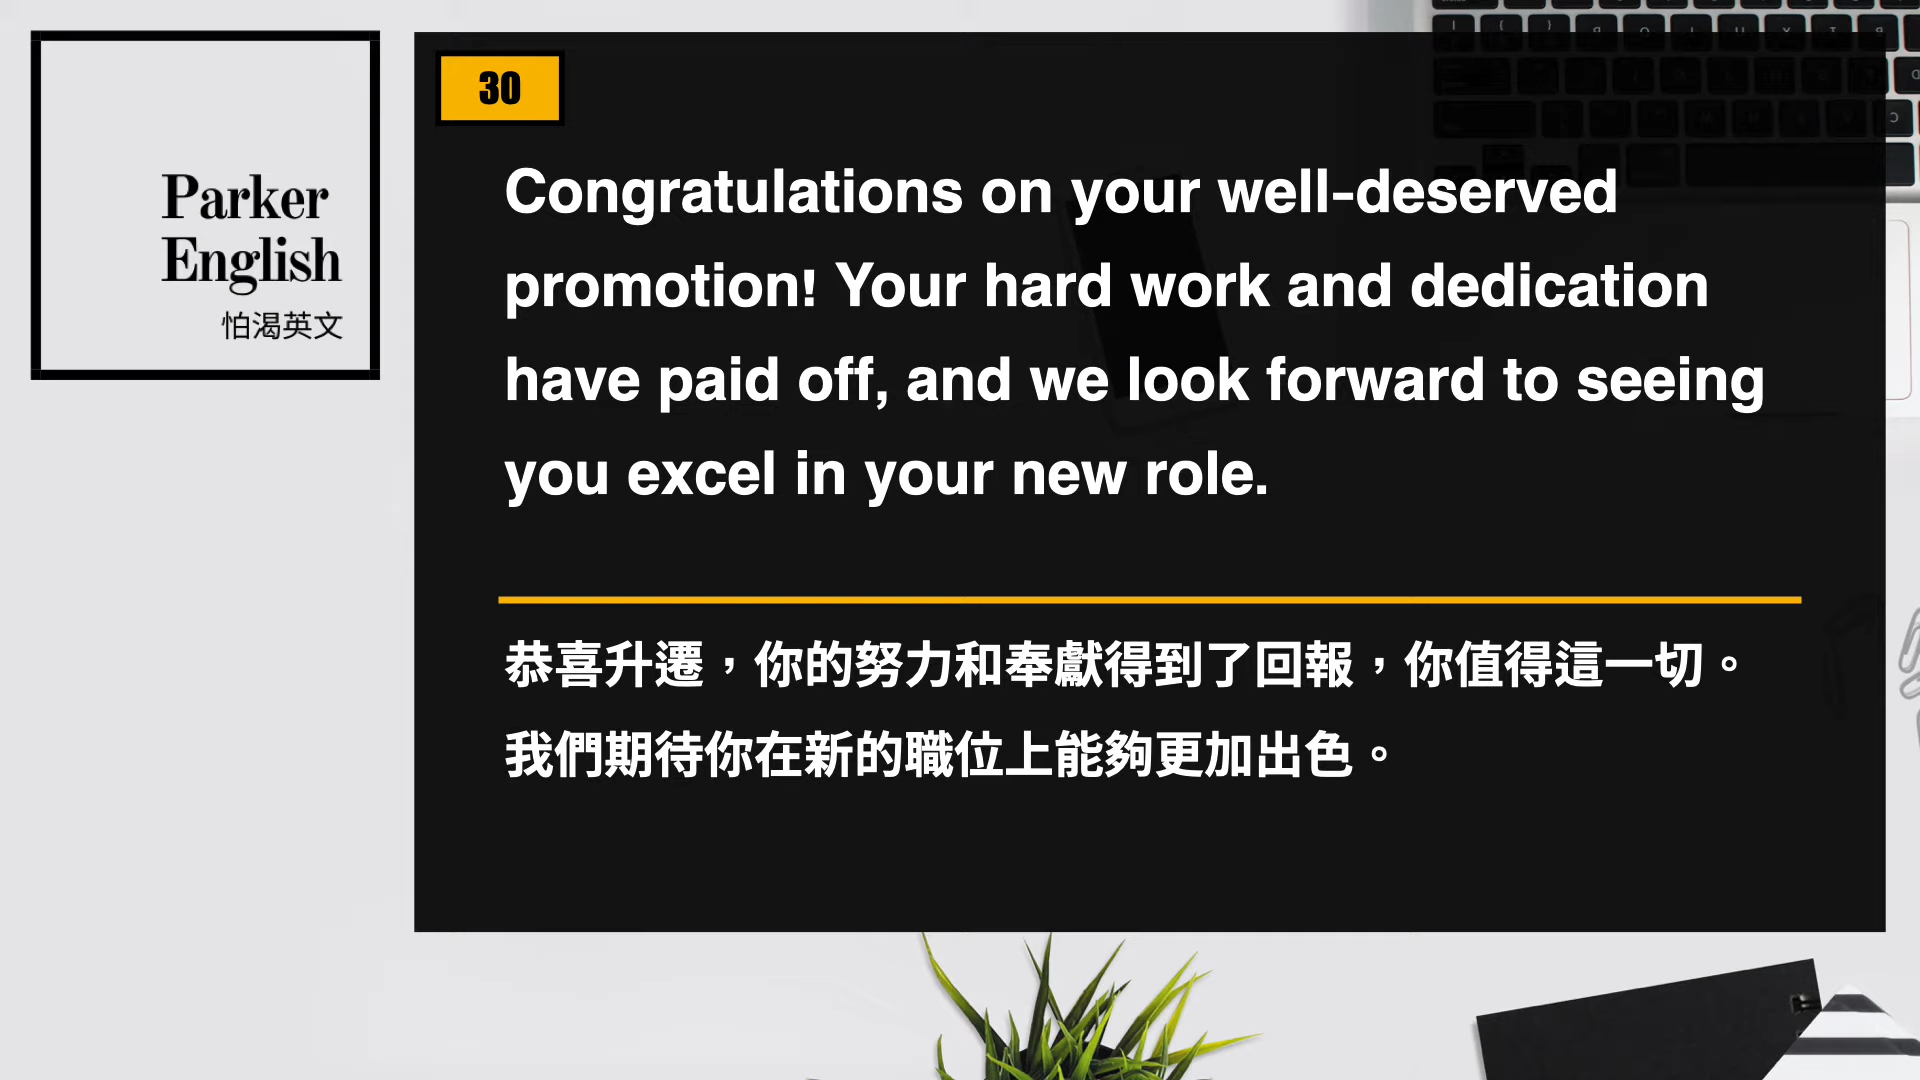 Parker
English
怕渴英文
30
Congratulations on your well-deserved
promotion! Your hard work and dedication
have paid off, and we look forward to seeing
you excel in your new role.
恭喜升遷，你的努力和奉獻得到了回報，你值得這一切。
我們期待你在新的職位上能夠更加出色。